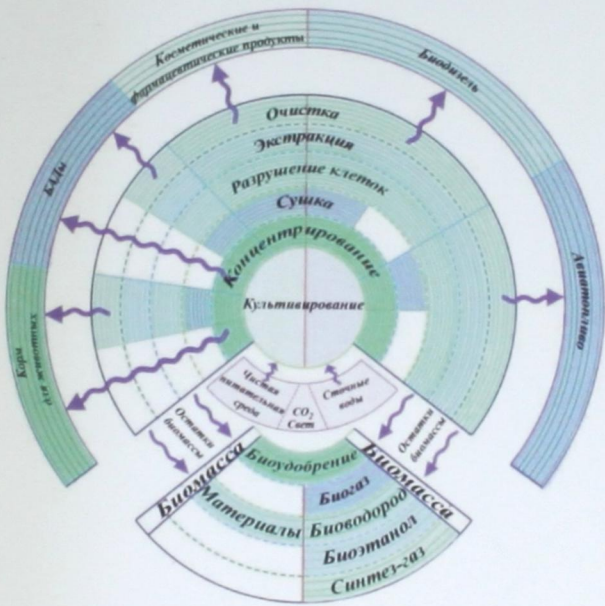 Косметические и
фармацевтические продукты
Биодизель
БАДы
Авиатопливо
Корм
для животных
Очистка
Экстракция
Разрушение клеток
Сушка
Концентрирование
Культивирование
Чистая
питательная
среда
CO2
Свет
Сточные
воды
Остатки
биомассы
Остатки
биомассы
Биомасса
Биомасса
Биоудобрение
Биогаз
Материалы
Биоводород
Биоэтанол
Синтез-газ